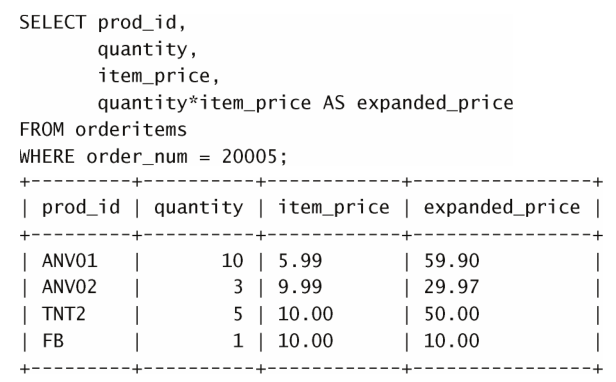 SELECT prod_id,
       quantity,
       item_price,
       quantity*item_price AS expanded_price
FROM orderitems
WHERE order_num = 20005;
+---------+----------+------------+----------------+
| prod_id | quantity | item_price | expanded_price |
+---------+----------+------------+----------------+
| ANV01   |       10 | 5.99       | 59.90          |
| ANV02   |        3 | 9.99       | 29.97          |
| TNT2    |        5 | 10.00      | 50.00          |
| FB      |        1 | 10.00      | 10.00          |
+---------+----------+------------+----------------+